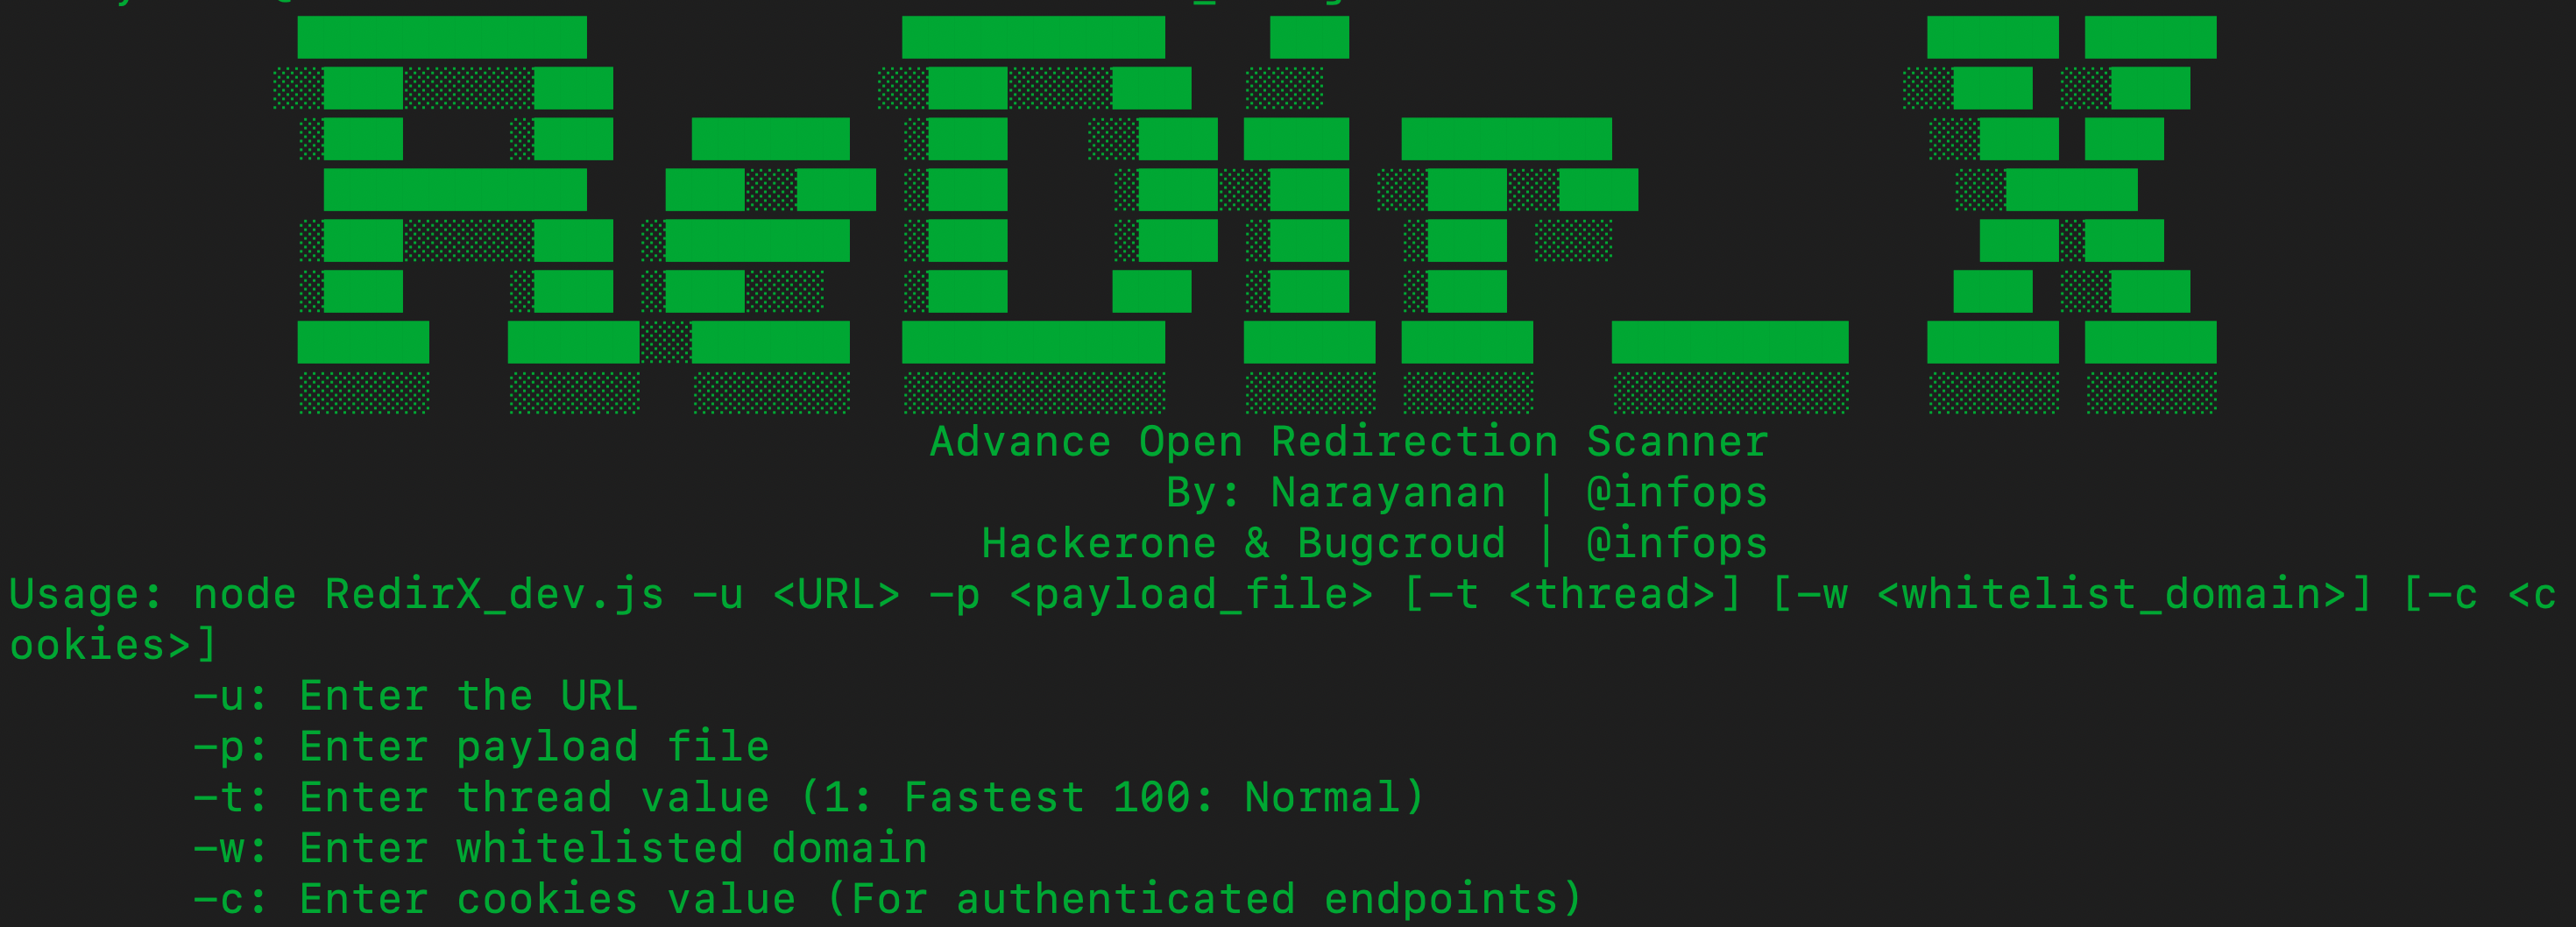 ReDir_X
Advance Open Redirection Scanner
By: Narayanan | @infops
Hackerone & Bugcroud | @infops
Usage: node RedirX_dev.js -u <URL> -p <payload_file> [-t <thread>] [-w <whitelist_domain>] [-c <c
ookies>]
-u: Enter the URL
-p: Enter payload file
-t: Enter thread value (1: Fastest 100: Normal)
-w: Enter whitelisted domain
-c: Enter cookies value (For authenticated endpoints)